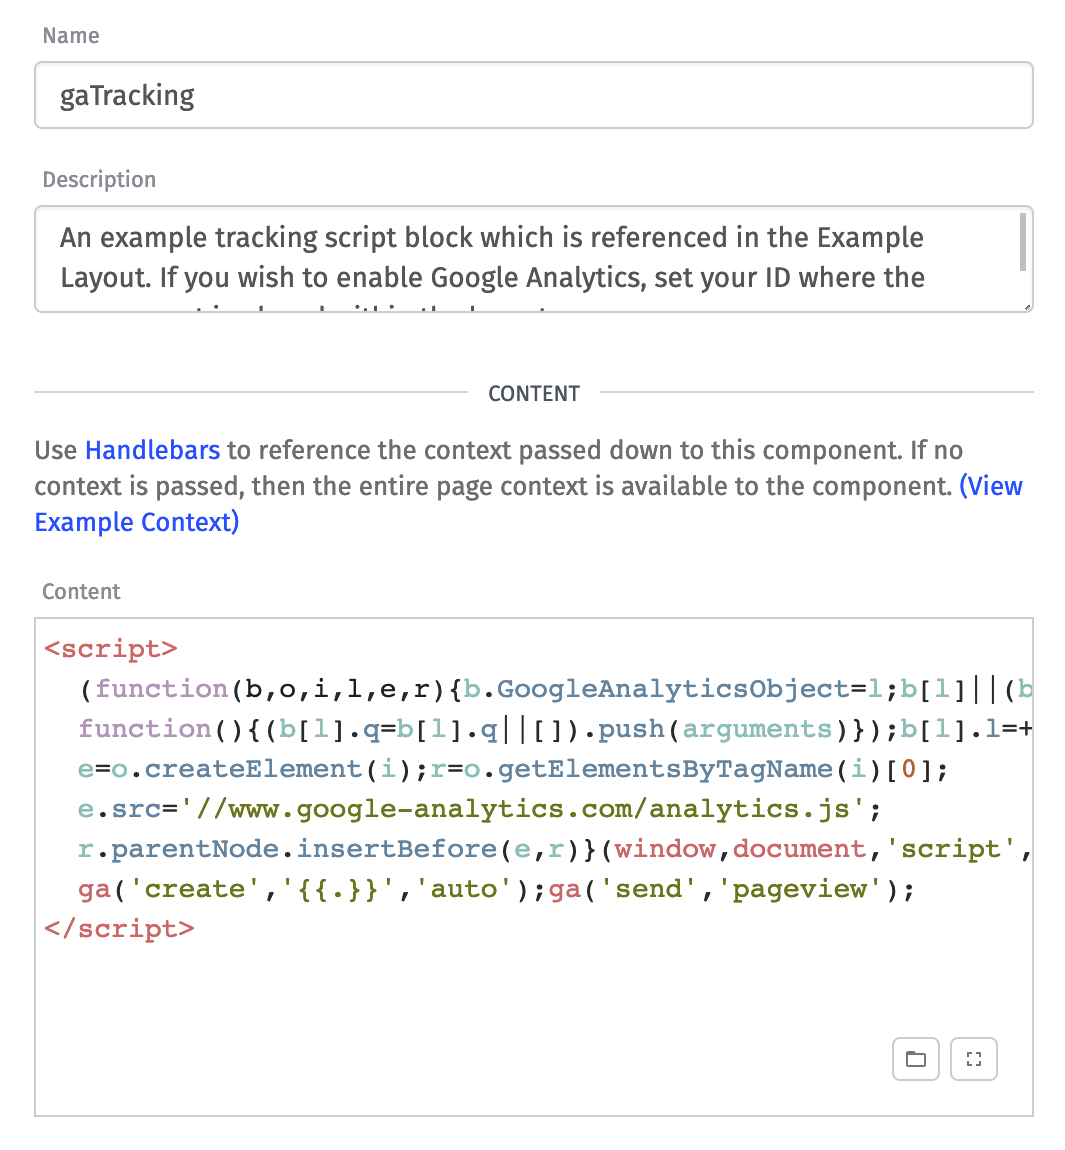 Name
gaTracking
Description
An example tracking script block which is referenced in the Example
Layout. If you wish to enable Google Analytics, set your ID where the
CONTENT
Use Handlebars to reference the context passed down to this component. If no
context is passed, then the entire page context is available to the component. (View
Example Context)
Content
<script>
(function(b,o,i,l,e,r){b.GoogleAnalyticsObject=l;b[l]||(b
function(){(b[l].q=b[l].q||[]).push(arguments)});b[l].l=+
e=o.createElement(i);r=o.getElementsByTagName(i)[0];
e.src='//www.google-analytics.com/analytics.js';
r.parentNode.insertBefore(e,r)}(window,document,'script',
ga('create','{{.}}','auto');ga('send','pageview');
</script>